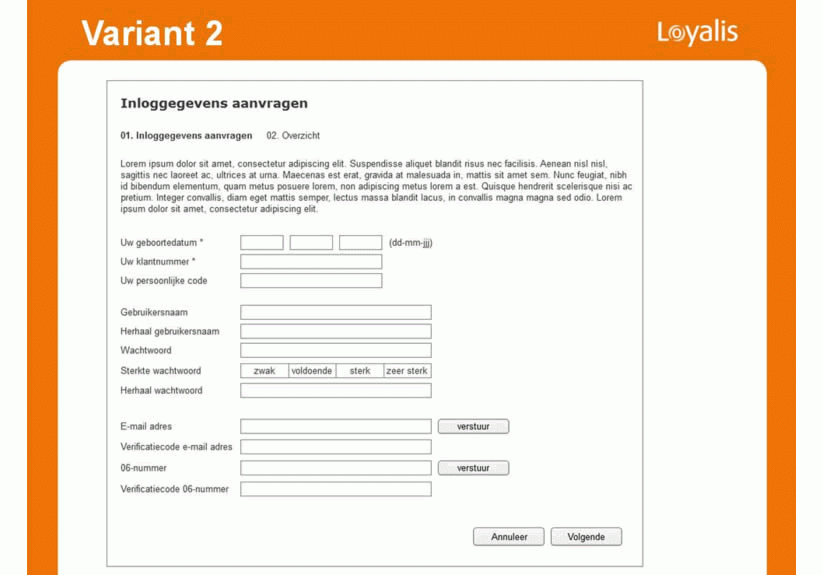 Variant 2
Loyalis
Inloggegevens aanvragen
01. Inloggegevens aanvragen 02. Overzicht
Lorem ipsum dolor sit amet, consectetur adipiscing elit. Suspendisse aliquet blandit risus nec facilisis. Aenean nisl nisl,
sagittis nec laoreet ac, ultrices at urna. Maecenas est erat, gravida at malesuada in, mattis sit amet sem. Nunc feugiat, nibh
id bibendum elementum, quam metus posuere lorem, non adipiscing metus lorem a est. Quisque hendrerit scelerisque nisi ac
pretium. Integer convallis, diam eget mattis semper, lectus massa blandit lacus, in convallis magna magna sed odio. Lorem
ipsum dolor sit amet, consectetur adipiscing elit.
Uw geboortedatum * (dd-mm-jjj)
Uw klantnummer *
Uw persoonlijke code
Gebruikersnaam
Herhaal gebruikersnaam
Wachtwoord
Sterkte wachtwoord zwak voldoende sterk zeer sterk
Herhaal wachtwoord
E-mail adres verstuur
Verificatiecode e-mail adres
06-nummer verstuur
Verificatiecode 06-nummer
Annuleer Volgende